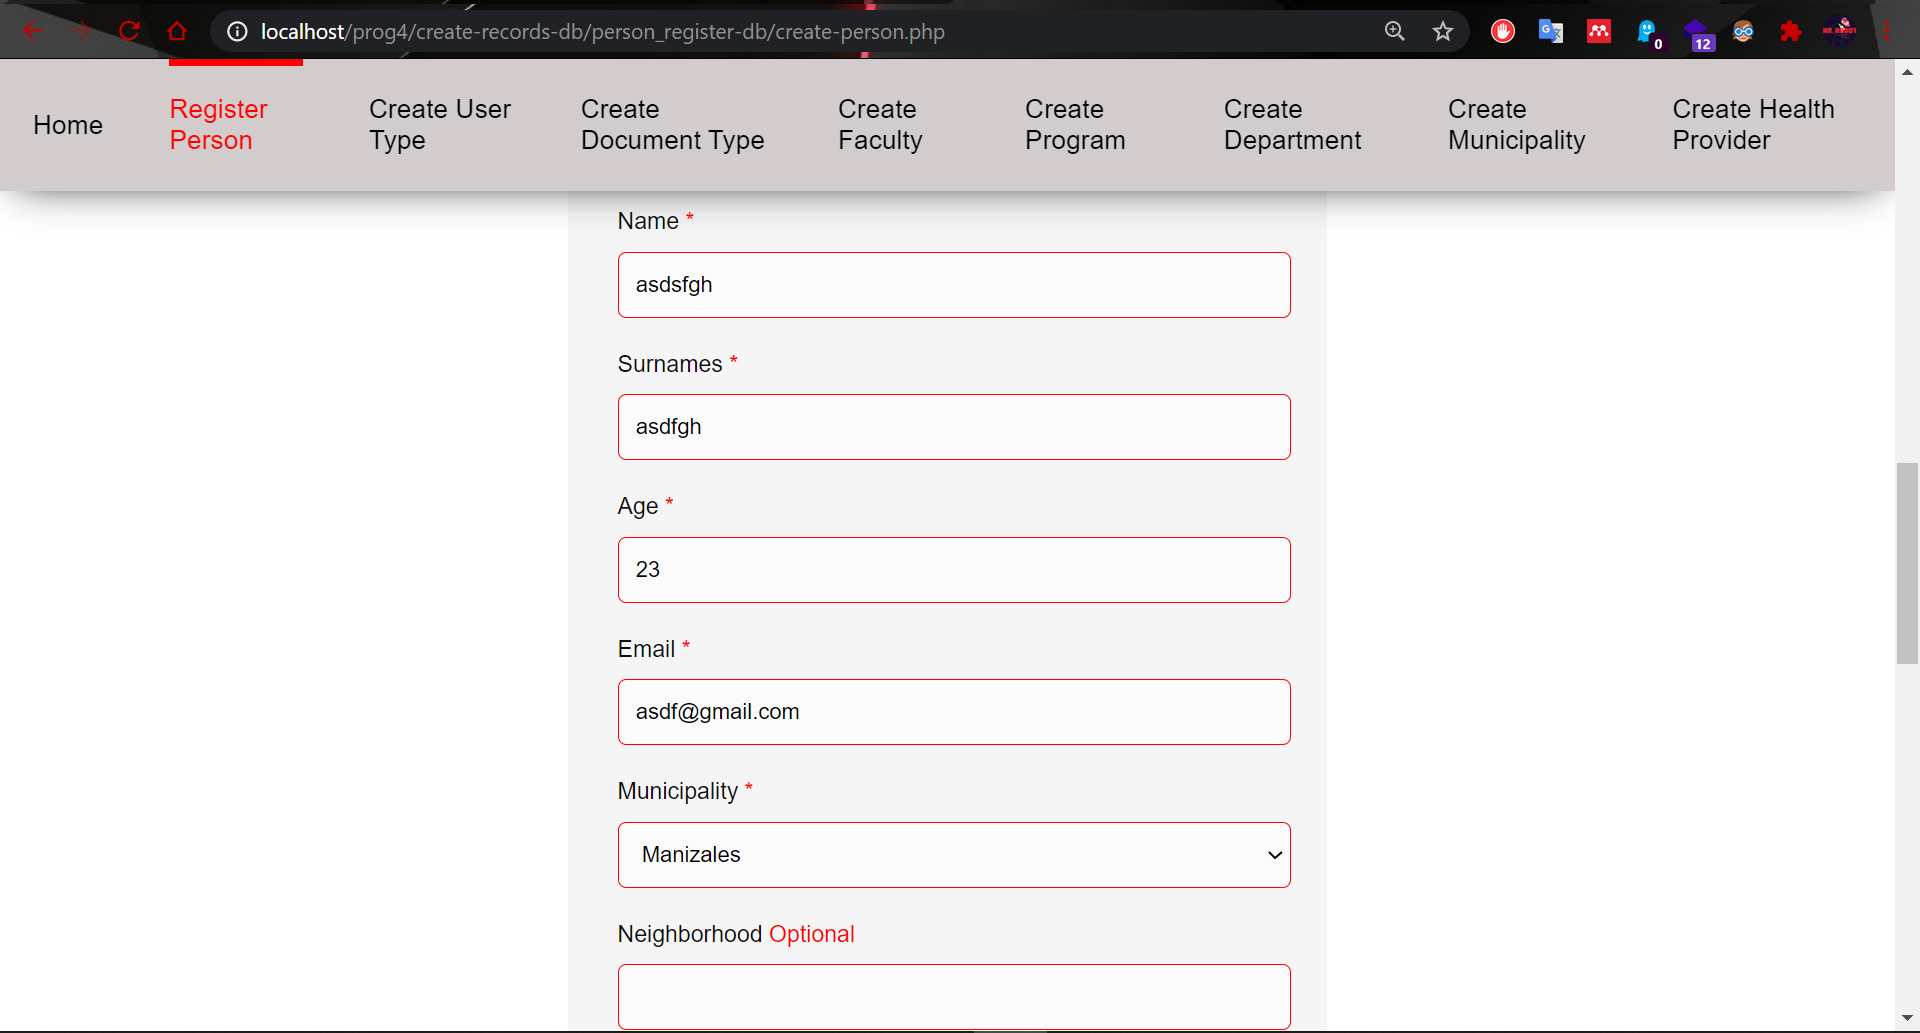 localhost/prog4/create-records-db/person_register-db/create-person.php
0
12
Home
Register
Person
Create User
Type
Create
Document Type
Create
Faculty
Create
Program
Create
Department
Create
Municipality
Create Health
Provider
Name *
asdsfgh
Surnames *
asdfgh
Age *
23
Email *
asdf@gmail.com
Municipality *
Manizales
Neighborhood Optional